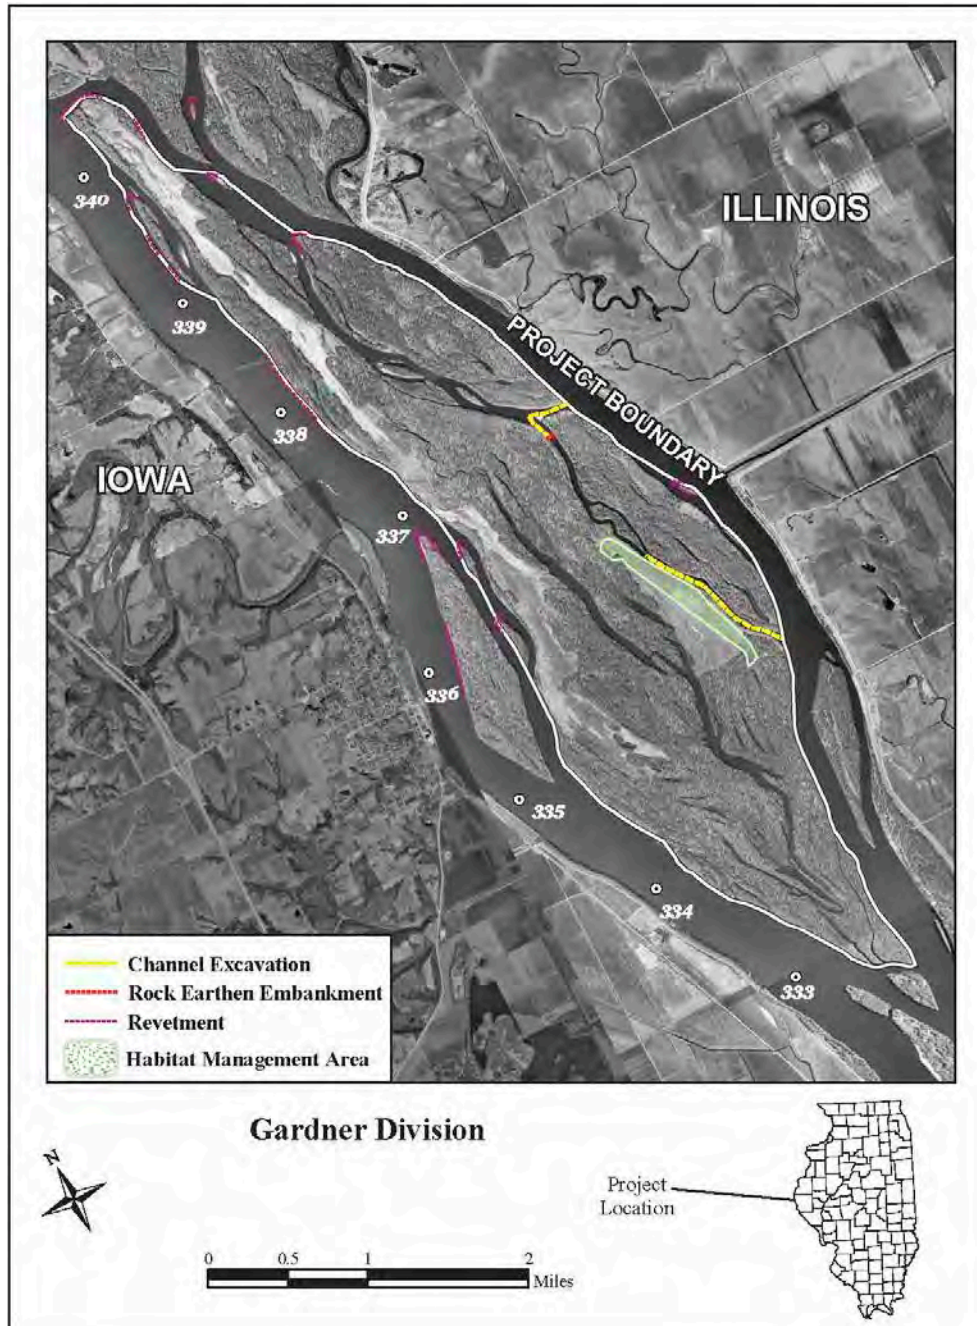 ILLINOIS
340
339
PROJECT BOUNDARY
338
IOWA
337
336
335
334
333
Channel Excavation
Rock Earthen Embankment
Revetment
Habitat Management Area
Gardner Division
N
Project
Location
0 0.5 1 2
Miles